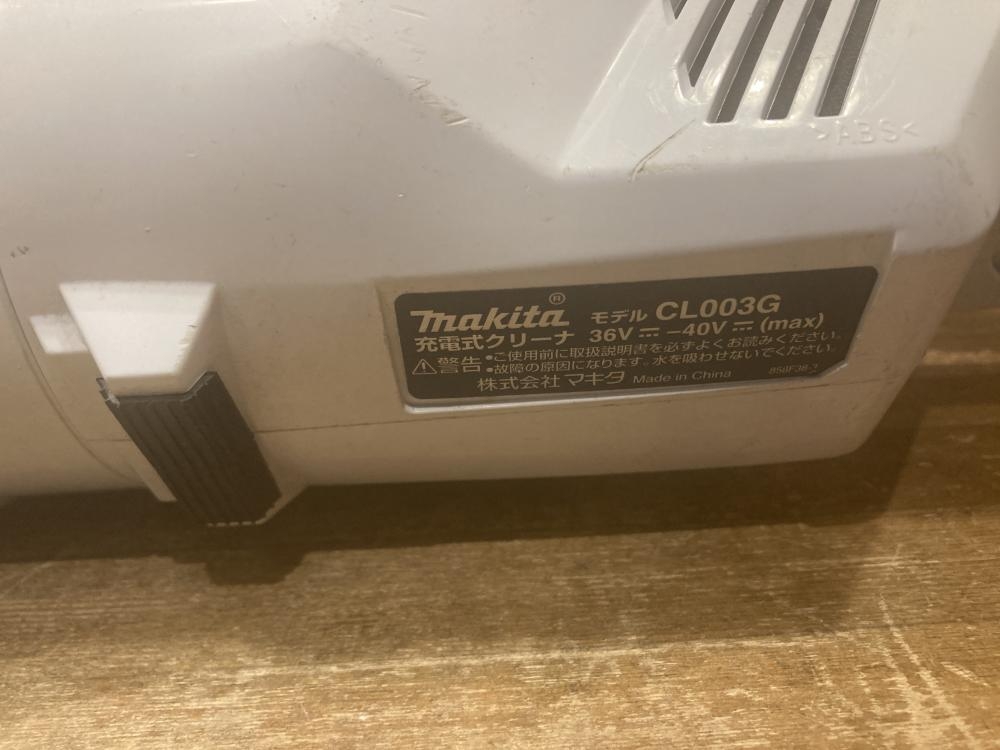 >ABS<
makita® モデル CL003G
充電式クリーナ 36V⎓−40V⎓(max)
⚠警告 •ご使用前に取扱説明書を必ずよくお読みください。
•故障の原因になります。水を吸わせないでください。
株式会社 マキタ Made in China 858F38-3